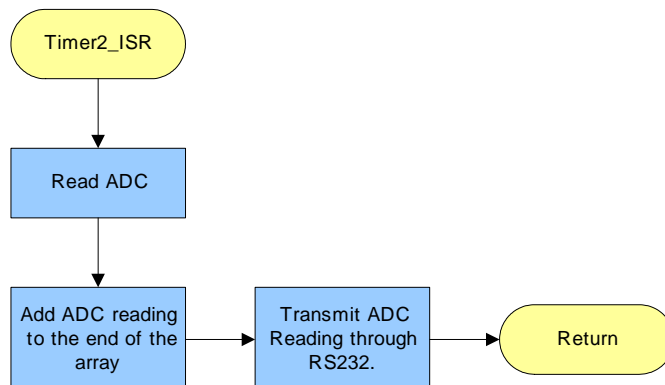 Timer2_ISR
Read ADC
Add ADC reading
to the end of the
array
Transmit ADC
Reading through
RS232.
Return